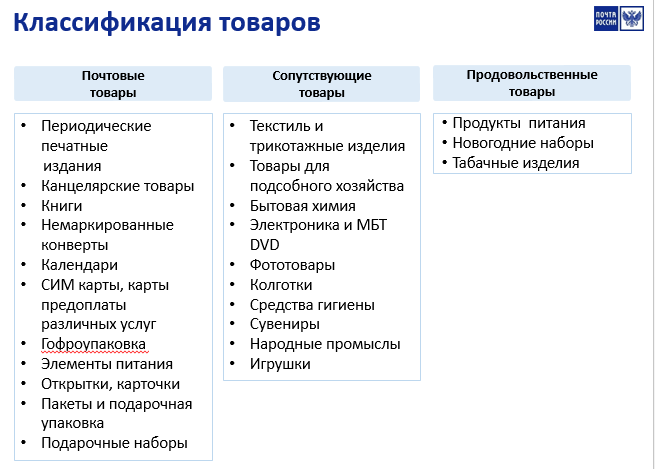 Классификация товаров
ПОЧТА
РОССИИ
Почтовые
товары
• Периодические
печатные
издания
• Канцелярские товары
• Книги
• Немаркированные
конверты
• Календари
• СИМ карты, карты
предоплаты
различных услуг
• Гофроупаковка
• Элементы питания
• Открытки, карточки
• Пакеты и подарочная
упаковка
• Подарочные наборы
Сопутствующие
товары
• Текстиль и
трикотажные изделия
• Товары для
подсобного хозяйства
• Бытовая химия
• Электроника и МБТ
DVD
• Фототовары
• Колготки
• Средства гигиены
• Сувениры
• Народные промыслы
• Игрушки
Продовольственные
товары
• Продукты питания
• Новогодние наборы
• Табачные изделия